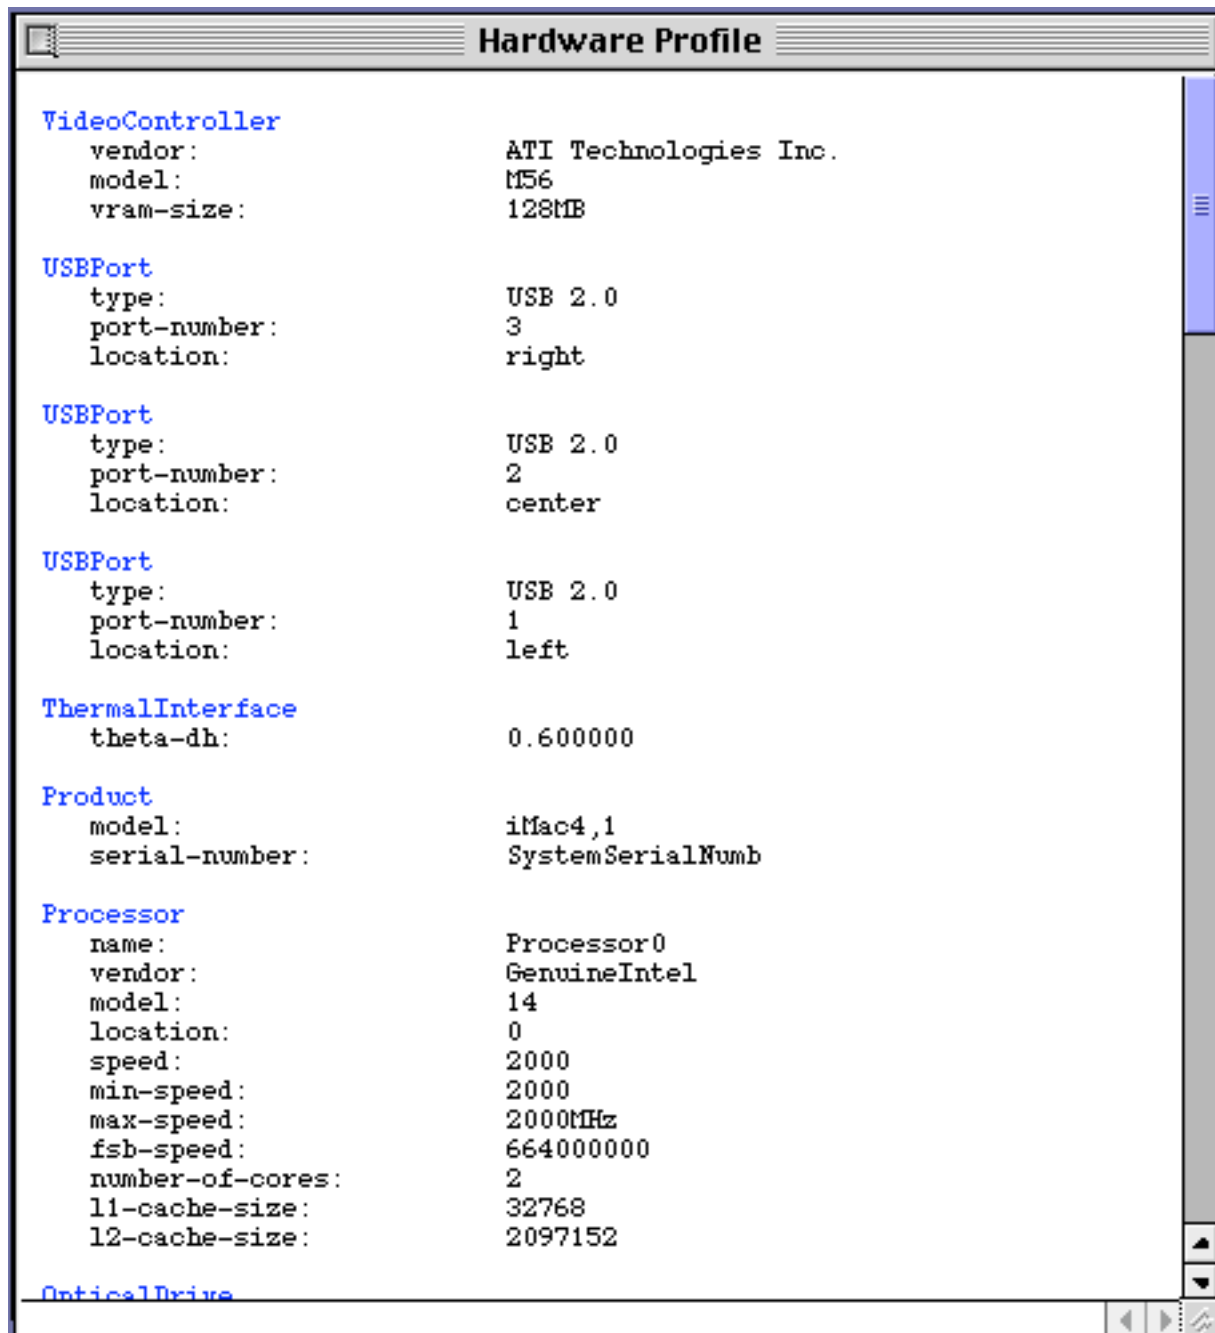 Hardware Profile
VideoController
vendor: ATI Technologies Inc.
model: M56
vram-size: 128MB
USBPort
type: USB 2.0
port-number: 3
location: right
USBPort
type: USB 2.0
port-number: 2
location: center
USBPort
type: USB 2.0
port-number: 1
location: left
ThermalInterface
theta-dh: 0.600000
Product
model: iMac4,1
serial-number: SystemSerialNumb
Processor
name: Processor0
vendor: GenuineIntel
model: 14
location: 0
speed: 2000
min-speed: 2000
max-speed: 2000MHz
fsb-speed: 664000000
number-of-cores: 2
l1-cache-size: 32768
l2-cache-size: 2097152
OpticalDrive